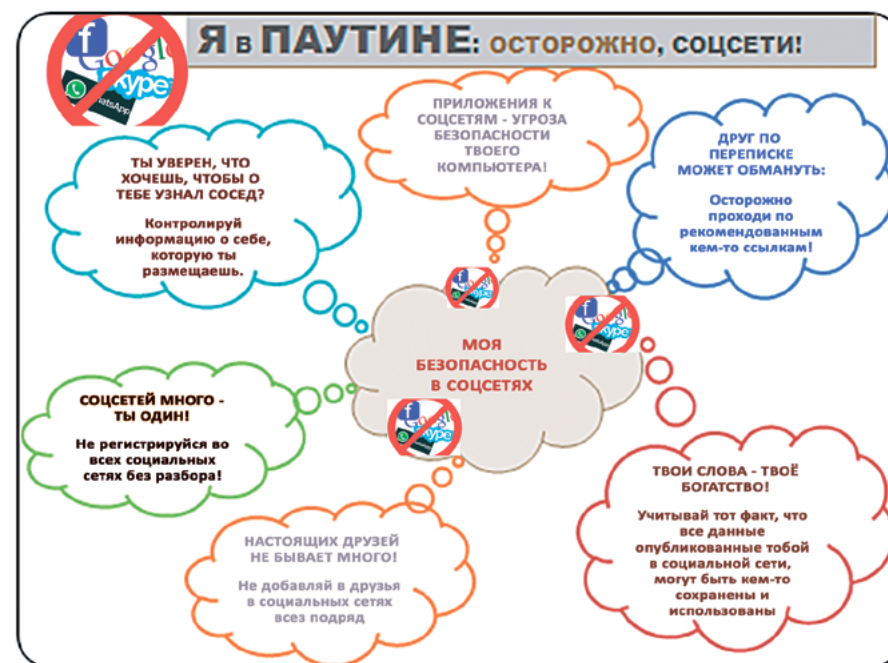 Я в ПАУТИНЕ: ОСТОРОЖНО, СОЦСЕТИ!
f
Google
skype
WhatsApp
ПРИЛОЖЕНИЯ К
СОЦСЕТЯМ - УГРОЗА
БЕЗОПАСНОСТИ
ТВОЕГО
КОМПЬЮТЕРА!
ТЫ УВЕРЕН, ЧТО
ХОЧЕШЬ, ЧТОБЫ О
ТЕБЕ УЗНАЛ СОСЕД?
Контролируй
информацию о себе,
которую ты
размещаешь.
ДРУГ ПО
ПЕРЕПИСКЕ
МОЖЕТ ОБМАНУТЬ:
Осторожно
проходи по
рекомендованным
кем-то ссылкам!
МОЯ
БЕЗОПАСНОСТЬ
В СОЦСЕТЯХ
СОЦСЕТЕЙ МНОГО -
ТЫ ОДИН!
Не регистрируйся во
всех социальных
сетях без разбора!
НАСТОЯЩИХ ДРУЗЕЙ
НЕ БЫВАЕТ МНОГО!
Не добавляй в друзья
в социальных сетях
всез подряд
ТВОИ СЛОВА - ТВОЁ
БОГАТСТВО!
Учитывай тот факт, что
все данные
опубликованные тобой
в социальной сети,
могут быть кем-то
сохранены и
использованы